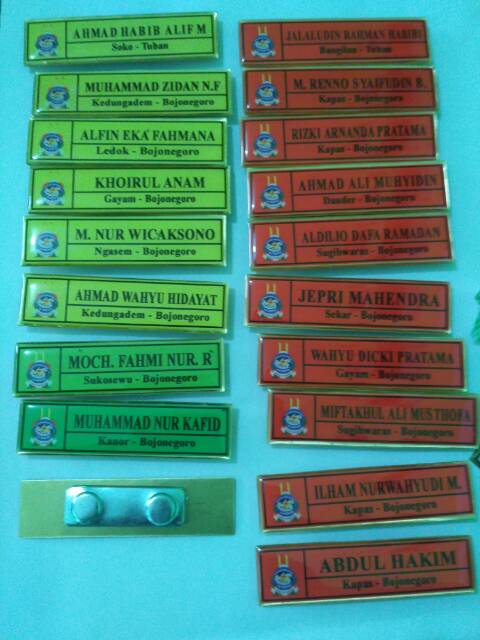 AHMAD HABIB ALIF M
Soko - Tuban
MUHAMMAD ZIDAN N.F
Kedungadem - Bojonegoro
ALFIN EKA FAHMANA
Ledok - Bojonegoro
KHOIRUL ANAM
Gayam - Bojonegoro
M. NUR WICAKSONO
Ngasem - Bojonegoro
AHMAD WAHYU HIDAYAT
Kedungadem - Bojonegoro
MOCH. FAHMI NUR. R
Sukosewu - Bojonegoro
MUHAMMAD NUR KAFID
Kanor - Bojonegoro
JALALUDIN RAHMAN HABIBI
Bangilan - Tuban
M. RENNO SYAIFUDIN B.
Kapas - Bojonegoro
RIZKI ARNANDA PRATAMA
Kapas - Bojonegoro
AHMAD ALI MUHYIDIN
Dander - Bojonegoro
ALDILIO DAFA RAMADAN
Sugihwaras - Bojonegoro
JEPRI MAHENDRA
Sekar - Bojonegoro
WAHYU DICKI PRATAMA
Gayam - Bojonegoro
MIFTAKHUL ALI MUSTHOFA
Sugihwaras - Bojonegoro
ILHAM NURWAHYUDI M.
Kapas - Bojonegoro
ABDUL HAKIM
Kapas - Bojonegoro